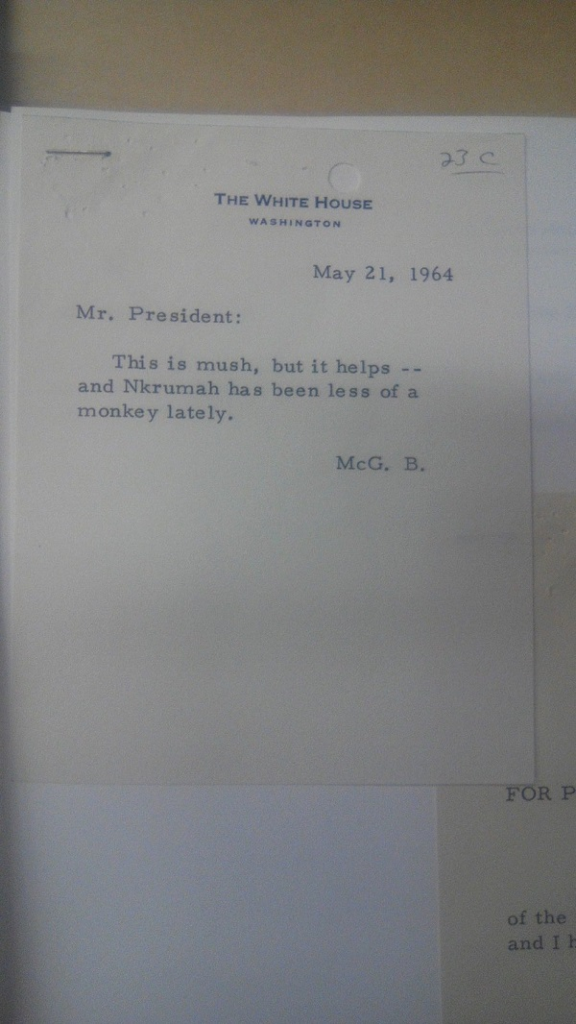 23 C
THE WHITE HOUSE
WASHINGTON
May 21, 1964
Mr. President:
This is mush, but it helps --
and Nkrumah has been less of a
monkey lately.
McG. B.
FOR P
of the
and I h